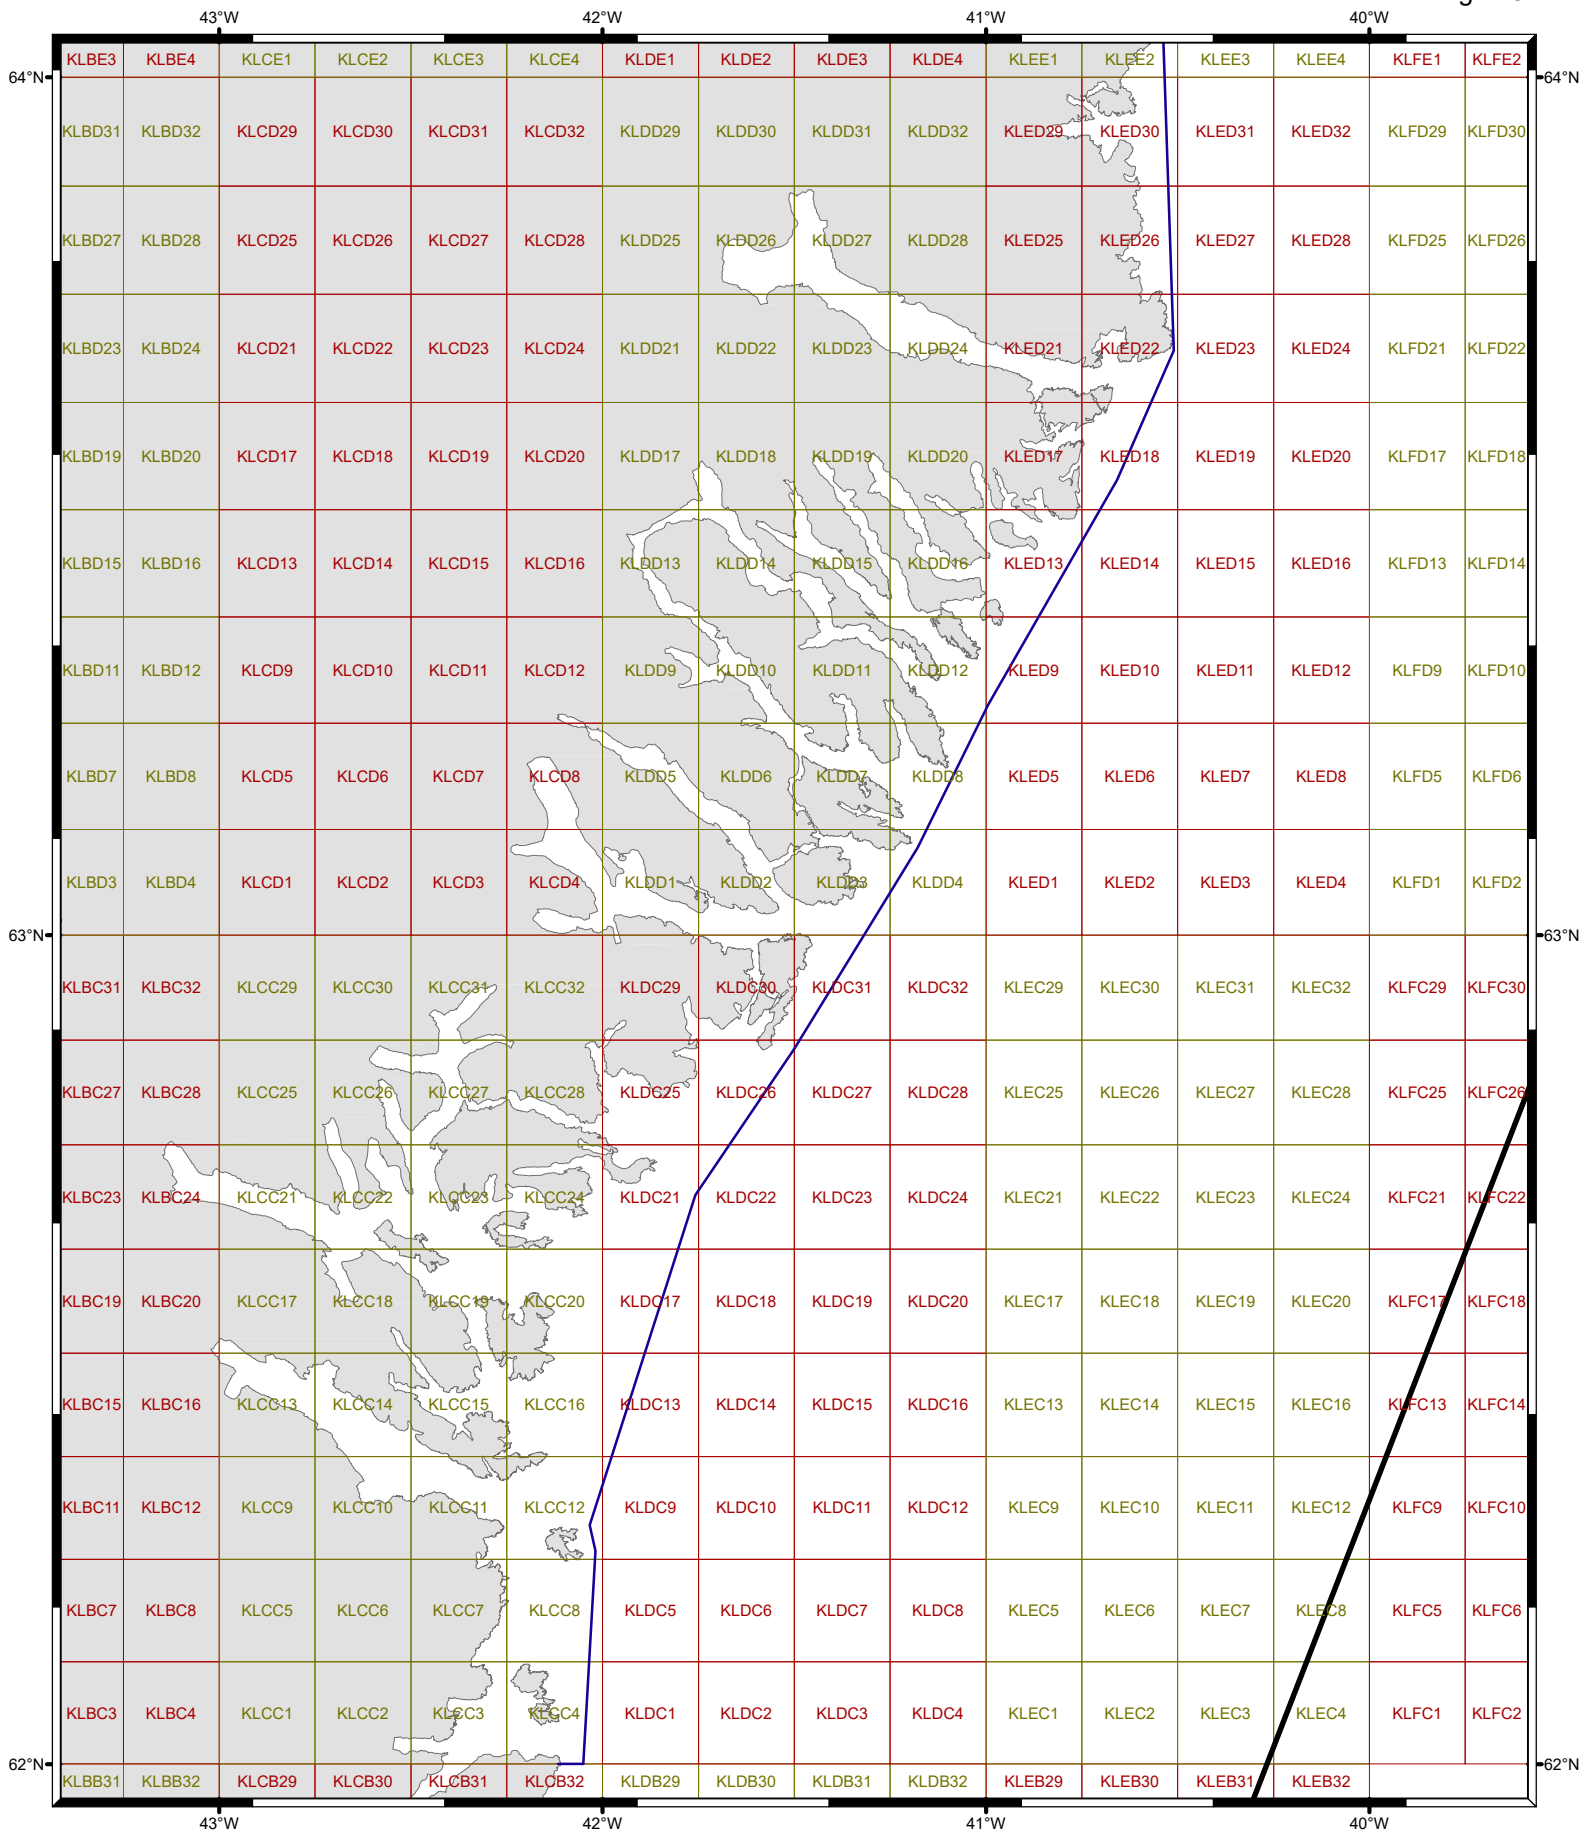 43°W 42°W 41°W 40°W
KLBE3 KLBE4 KLCE1 KLCE2 KLCE3 KLCE4 KLDE1 KLDE2 KLDE3 KLDE4 KLEE1 KLEE2 KLEE3 KLEE4 KLFE1 KLFE2
64°N 64°N
KLBD31 KLBD32 KLCD29 KLCD30 KLCD31 KLCD32 KLDD29 KLDD30 KLDD31 KLDD32 KLED29 KLED30 KLED31 KLED32 KLFD29 KLFD30
KLBD27 KLBD28 KLCD25 KLCD26 KLCD27 KLCD28 KLDD25 KLDD26 KLDD27 KLDD28 KLED25 KLED26 KLED27 KLED28 KLFD25 KLFD26
KLBD23 KLBD24 KLCD21 KLCD22 KLCD23 KLCD24 KLDD21 KLDD22 KLDD23 KLDD24 KLED21 KLED22 KLED23 KLED24 KLFD21 KLFD22
KLBD19 KLBD20 KLCD17 KLCD18 KLCD19 KLCD20 KLDD17 KLDD18 KLDD19 KLDD20 KLED17 KLED18 KLED19 KLED20 KLFD17 KLFD18
KLBD15 KLBD16 KLCD13 KLCD14 KLCD15 KLCD16 KLDD13 KLDD14 KLDD15 KLDD16 KLED13 KLED14 KLED15 KLED16 KLFD13 KLFD14
KLBD11 KLBD12 KLCD9 KLCD10 KLCD11 KLCD12 KLDD9 KLDD10 KLDD11 KLDD12 KLED9 KLED10 KLED11 KLED12 KLFD9 KLFD10
KLBD7 KLBD8 KLCD5 KLCD6 KLCD7 KLCD8 KLDD5 KLDD6 KLDD7 KLDD8 KLED5 KLED6 KLED7 KLED8 KLFD5 KLFD6
KLBD3 KLBD4 KLCD1 KLCD2 KLCD3 KLCD4 KLDD1 KLDD2 KLDD3 KLDD4 KLED1 KLED2 KLED3 KLED4 KLFD1 KLFD2
63°N 63°N
KLBC31 KLBC32 KLCC29 KLCC30 KLCC31 KLCC32 KLDC29 KLDC30 KLDC31 KLDC32 KLEC29 KLEC30 KLEC31 KLEC32 KLFC29 KLFC30
KLBC27 KLBC28 KLCC25 KLCC26 KLCC27 KLCC28 KLDC25 KLDC26 KLDC27 KLDC28 KLEC25 KLEC26 KLEC27 KLEC28 KLFC25 KLFC26
KLBC23 KLBC24 KLCC21 KLCC22 KLCC23 KLCC24 KLDC21 KLDC22 KLDC23 KLDC24 KLEC21 KLEC22 KLEC23 KLEC24 KLFC21 KLFC22
KLBC19 KLBC20 KLCC17 KLCC18 KLCC19 KLCC20 KLDC17 KLDC18 KLDC19 KLDC20 KLEC17 KLEC18 KLEC19 KLEC20 KLFC17 KLFC18
KLBC15 KLBC16 KLCC13 KLCC14 KLCC15 KLCC16 KLDC13 KLDC14 KLDC15 KLDC16 KLEC13 KLEC14 KLEC15 KLEC16 KLFC13 KLFC14
KLBC11 KLBC12 KLCC9 KLCC10 KLCC11 KLCC12 KLDC9 KLDC10 KLDC11 KLDC12 KLEC9 KLEC10 KLEC11 KLEC12 KLFC9 KLFC10
KLBC7 KLBC8 KLCC5 KLCC6 KLCC7 KLCC8 KLDC5 KLDC6 KLDC7 KLDC8 KLEC5 KLEC6 KLEC7 KLEC8 KLFC5 KLFC6
KLBC3 KLBC4 KLCC1 KLCC2 KLCC3 KLCC4 KLDC1 KLDC2 KLDC3 KLDC4 KLEC1 KLEC2 KLEC3 KLEC4 KLFC1 KLFC2
62°N 62°N
KLBB31 KLBB32 KLCB29 KLCB30 KLCB31 KLCB32 KLDB29 KLDB30 KLDB31 KLDB32 KLEB29 KLEB30 KLEB31 KLEB32
43°W 42°W 41°W 40°W